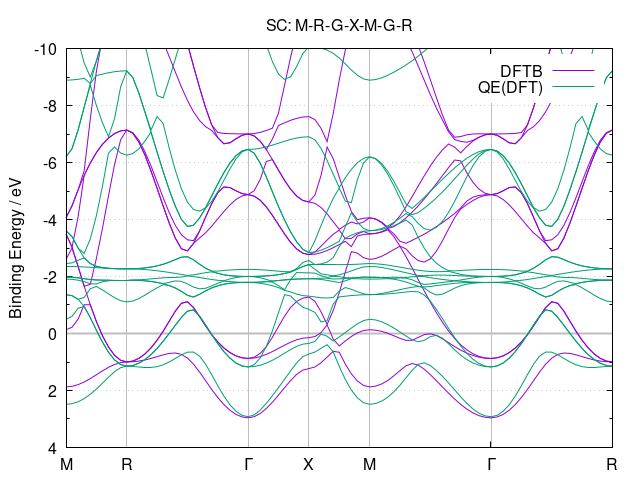 SC: M-R-G-X-M-G-R
-10
DFTB
QE(DFT)
-8
-6
-4
-2
0
2
4
Binding Energy / eV
M R Γ X M Γ R